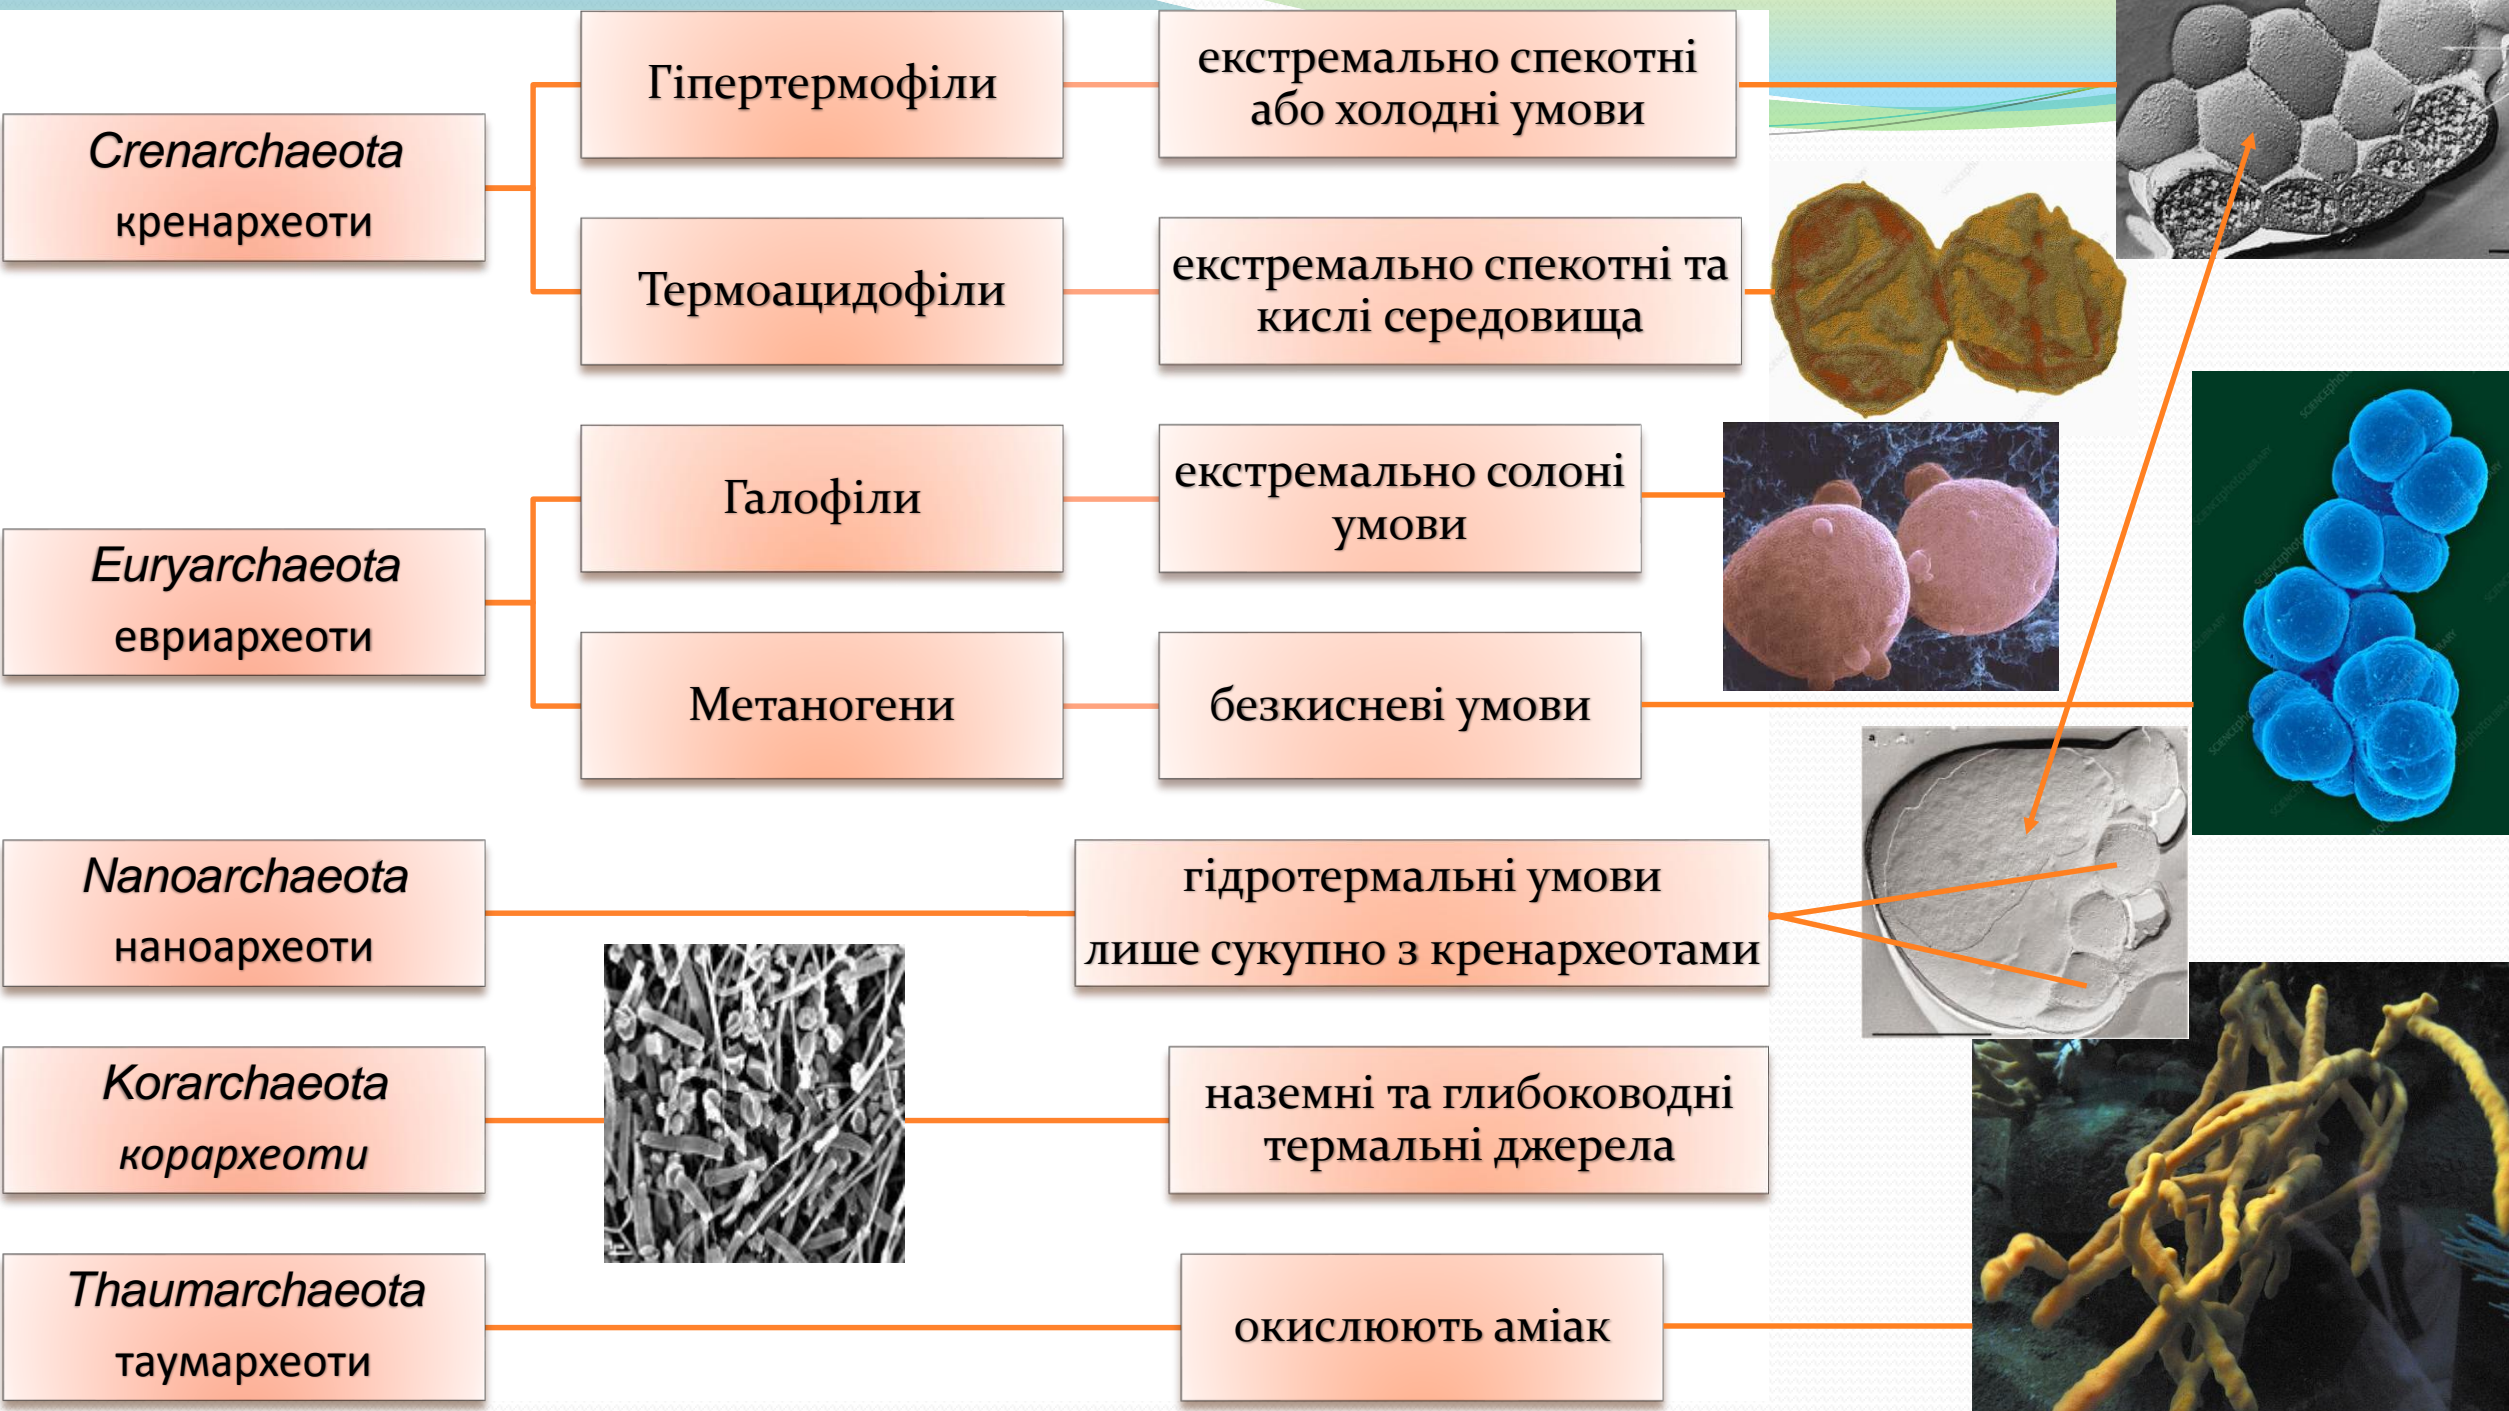 Crenarchaeota
кренархеоти
Гіпертермофіли
екстремально спекотні
або холодні умови
Термоацидофіли
екстремально спекотні та
кислі середовища
Euryarchaeota
евриархеоти
Галофіли
екстремально солоні
умови
Метаногени
безкисневі умови
Nanoarchaeota
наноархеоти
гідротермальні умови
лише сукупно з кренархеотами
a
Korarchaeota
корархеоти
наземні та глибоководні
термальні джерела
Thaumarchaeota
таумархеоти
окислюють аміак